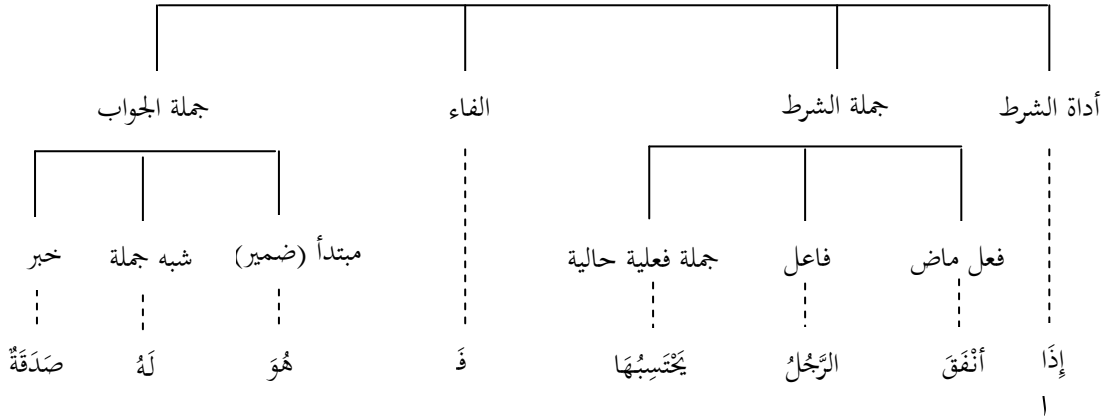 أداة الشرط جملة الشرط الفاء جملة الجواب
فعل ماض فاعل جملة فعلية حالية مبتدأ (ضمير) شبه جملة خبر
إِذَا أنْفَقَ الرَّجُلُ يَحْتَسِبُهَا فَ هُوَ لَهُ صَدَقَةٌ
ا